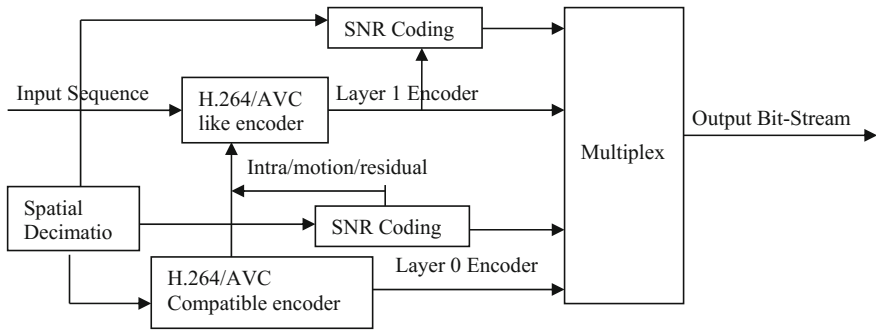 SNR Coding
Input Sequence
H.264/AVC
like encoder
Layer 1 Encoder
Output Bit-Stream
Multiplex
Intra/motion/residual
Spatial
Decimatio
SNR Coding
Layer 0 Encoder
H.264/AVC
Compatible encoder